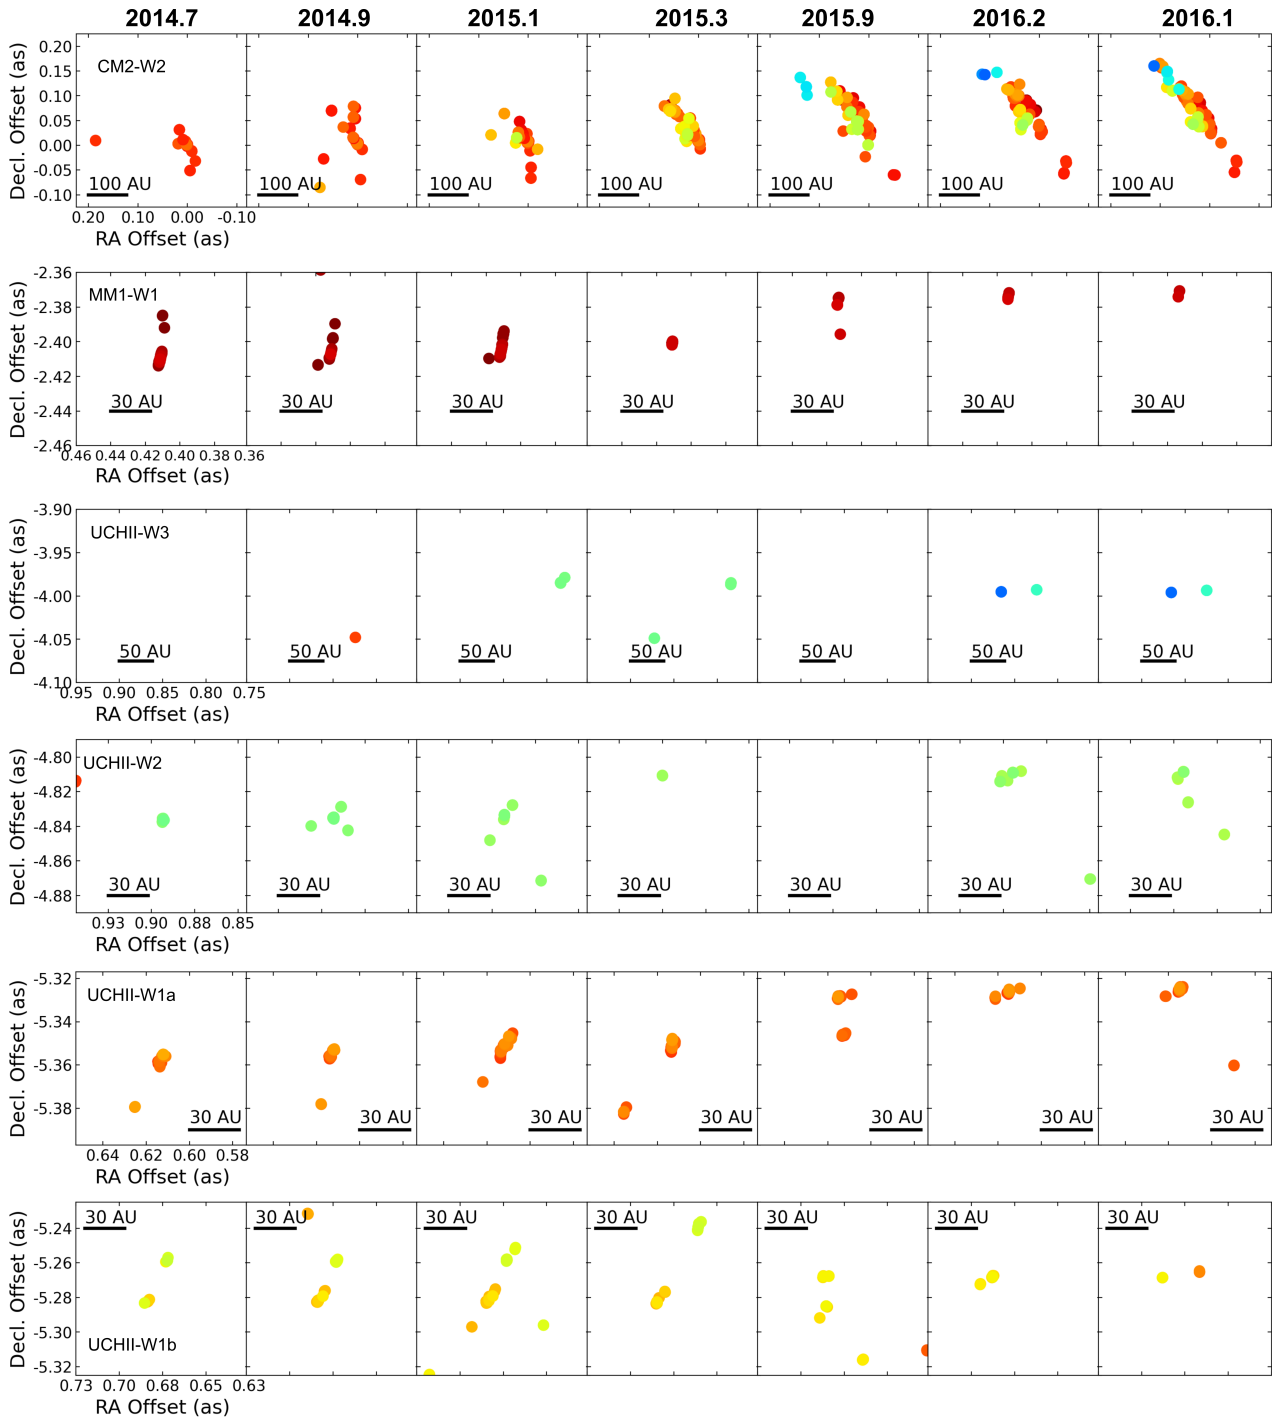 2014.7 2014.9 2015.1 2015.3 2015.9 2016.2 2016.1
Decl. Offset (as)
0.20
0.15
0.10
0.05
0.00
-0.05
-0.10
CM2-W2
100 AU 100 AU 100 AU 100 AU 100 AU 100 AU 100 AU
0.20 0.10 0.00 -0.10
RA Offset (as)
Decl. Offset (as)
-2.36
-2.38
-2.40
-2.42
-2.44
-2.46
MM1-W1
30 AU 30 AU 30 AU 30 AU 30 AU 30 AU 30 AU
0.46 0.44 0.42 0.40 0.38 0.36
RA Offset (as)
Decl. Offset (as)
-3.90
-3.95
-4.00
-4.05
-4.10
UCHII-W3
50 AU 50 AU 50 AU 50 AU 50 AU 50 AU 50 AU
0.95 0.90 0.85 0.80 0.75
RA Offset (as)
Decl. Offset (as)
-4.80
-4.82
-4.84
-4.86
-4.88
UCHII-W2
30 AU 30 AU 30 AU 30 AU 30 AU 30 AU 30 AU
0.93 0.90 0.88 0.85
RA Offset (as)
Decl. Offset (as)
-5.32
-5.34
-5.36
-5.38
UCHII-W1a
30 AU 30 AU 30 AU 30 AU 30 AU 30 AU 30 AU
0.64 0.62 0.60 0.58
RA Offset (as)
Decl. Offset (as)
-5.24
-5.26
-5.28
-5.30
-5.32
30 AU 30 AU 30 AU 30 AU 30 AU 30 AU 30 AU
UCHII-W1b
0.73 0.70 0.68 0.65 0.63
RA Offset (as)